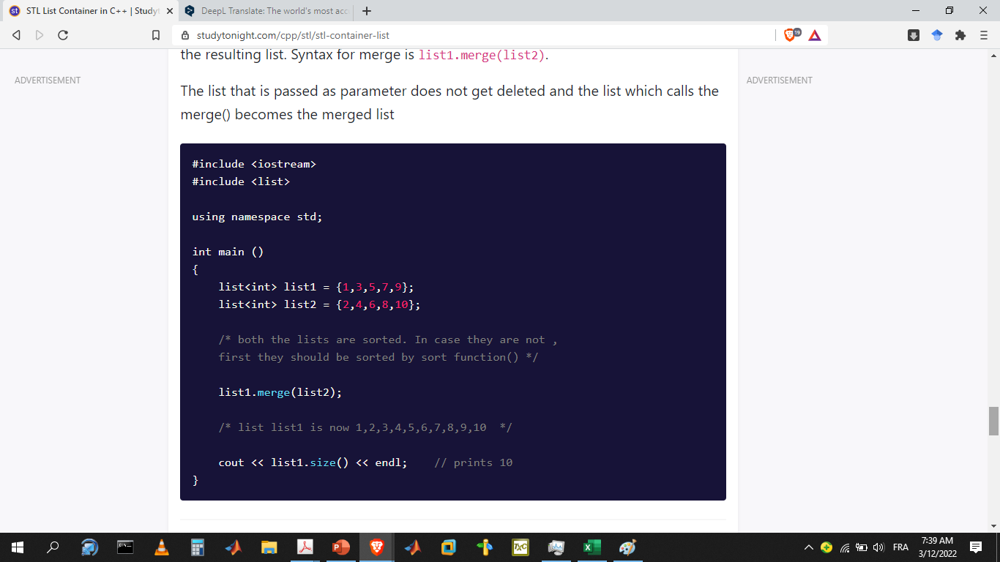 STL List Container in C++ | Study
DeepL Translate: The world's most acc
studytonight.com/cpp/stl/stl-container-list
19
the resulting list. Syntax for merge is list1.merge(list2).
ADVERTISEMENT
ADVERTISEMENT
The list that is passed as parameter does not get deleted and the list which calls the
merge() becomes the merged list
#include <iostream>
#include <list>
using namespace std;
int main ()
{
list<int> list1 = {1,3,5,7,9};
list<int> list2 = {2,4,6,8,10};
/* both the lists are sorted. In case they are not ,
first they should be sorted by sort function() */
list1.merge(list2);
/* list list1 is now 1,2,3,4,5,6,7,8,9,10  */
cout << list1.size() << endl;    // prints 10
}
FRA
7:39 AM
3/12/2022